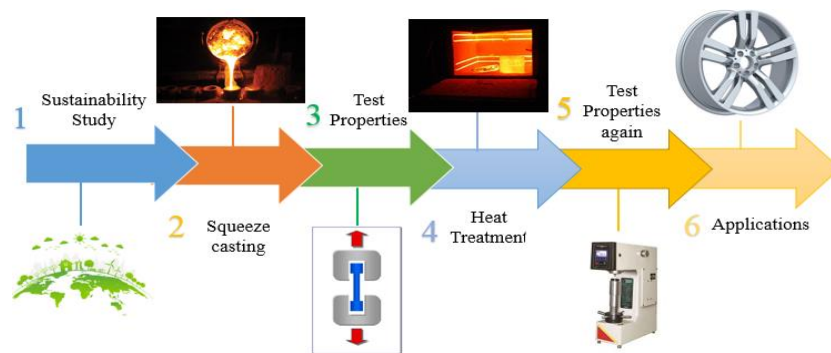 1
Sustainability
Study
2
Squeeze
casting
3
Test
Properties
4
Heat
Treatment
5
Test
Properties
again
6
Applications